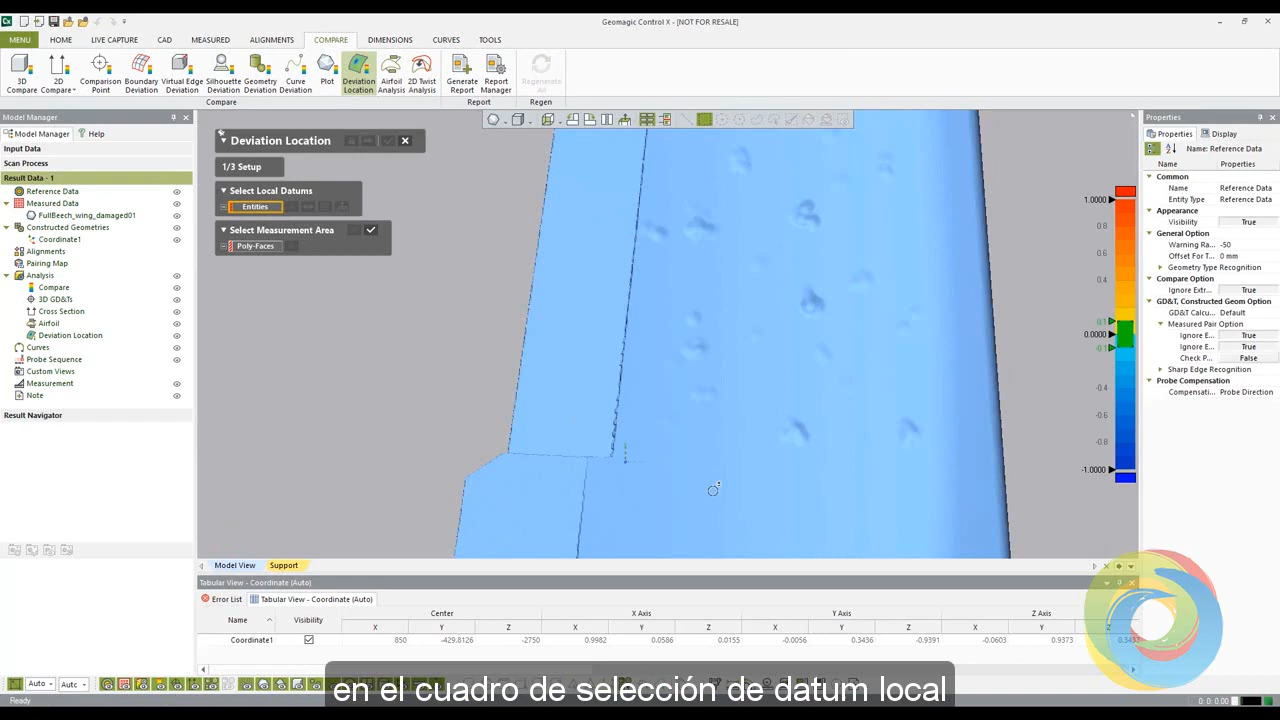 Geomagic Control X - [NOT FOR RESALE]
MENU HOME LIVE CAPTURE CAD MEASURED ALIGNMENTS COMPARE DIMENSIONS CURVES TOOLS
3D Compare
2D Compare
Comparison Point
Boundary Deviation
Virtual Edge Deviation
Silhouette Deviation
Geometry Deviation
Curve Deviation
Plot
Deviation Location
Airfoil Analysis
2D Twist Analysis
Generate Report
Report Manager
Regenerate All
Compare Report Regen
Model Manager
Model Manager Help
Input Data
Scan Process
Result Data - 1
Reference Data
Measured Data
FullBeech_wing_damaged01
Constructed Geometries
Coordinate1
Alignments
Pairing Map
Analysis
Compare
3D GD&Ts
Cross Section
Airfoil
Deviation Location
Curves
Probe Sequence
Custom Views
Measurement
Note
Result Navigator
Deviation Location
1/3 Setup
Select Local Datums
Entities
Select Measurement Area
Poly-Faces
1.0000
0.8
0.6
0.4
0.1
0.0000
-0.1
-0.4
-0.6
-0.8
-1.0000
Properties
Properties Display
Name: Reference Data
Name Properties
Common
Name Reference Data
Entity Type Reference Data
Appearance
Visibility True
General Option
Warning Ra... -50
Offset For T... 0 mm
Geometry Type Recognition
Compare Option
Ignore Extr... True
GD&T, Constructed Geom Option
GD&T Calcu... Default
Measured Pair Option
Ignore E... True
Ignore E... True
Check P... False
Sharp Edge Recognition
Probe Compensation
Compensati... Probe Direction
Model View Support
Tabular View - Coordinate (Auto)
Error List Tabular View - Coordinate (Auto)
Name Visibility Center X Axis Y Axis Z Axis
X Y Z X Y Z X Y Z X Y Z
Coordinate1 850 -429.8126 -2750 0.9982 0.0586 0.0155 -0.0056 0.3436 -0.9391 -0.0603 0.9373
Auto Autc
en el cuadro de selección de datum local
Ready
0: 0: 0.00